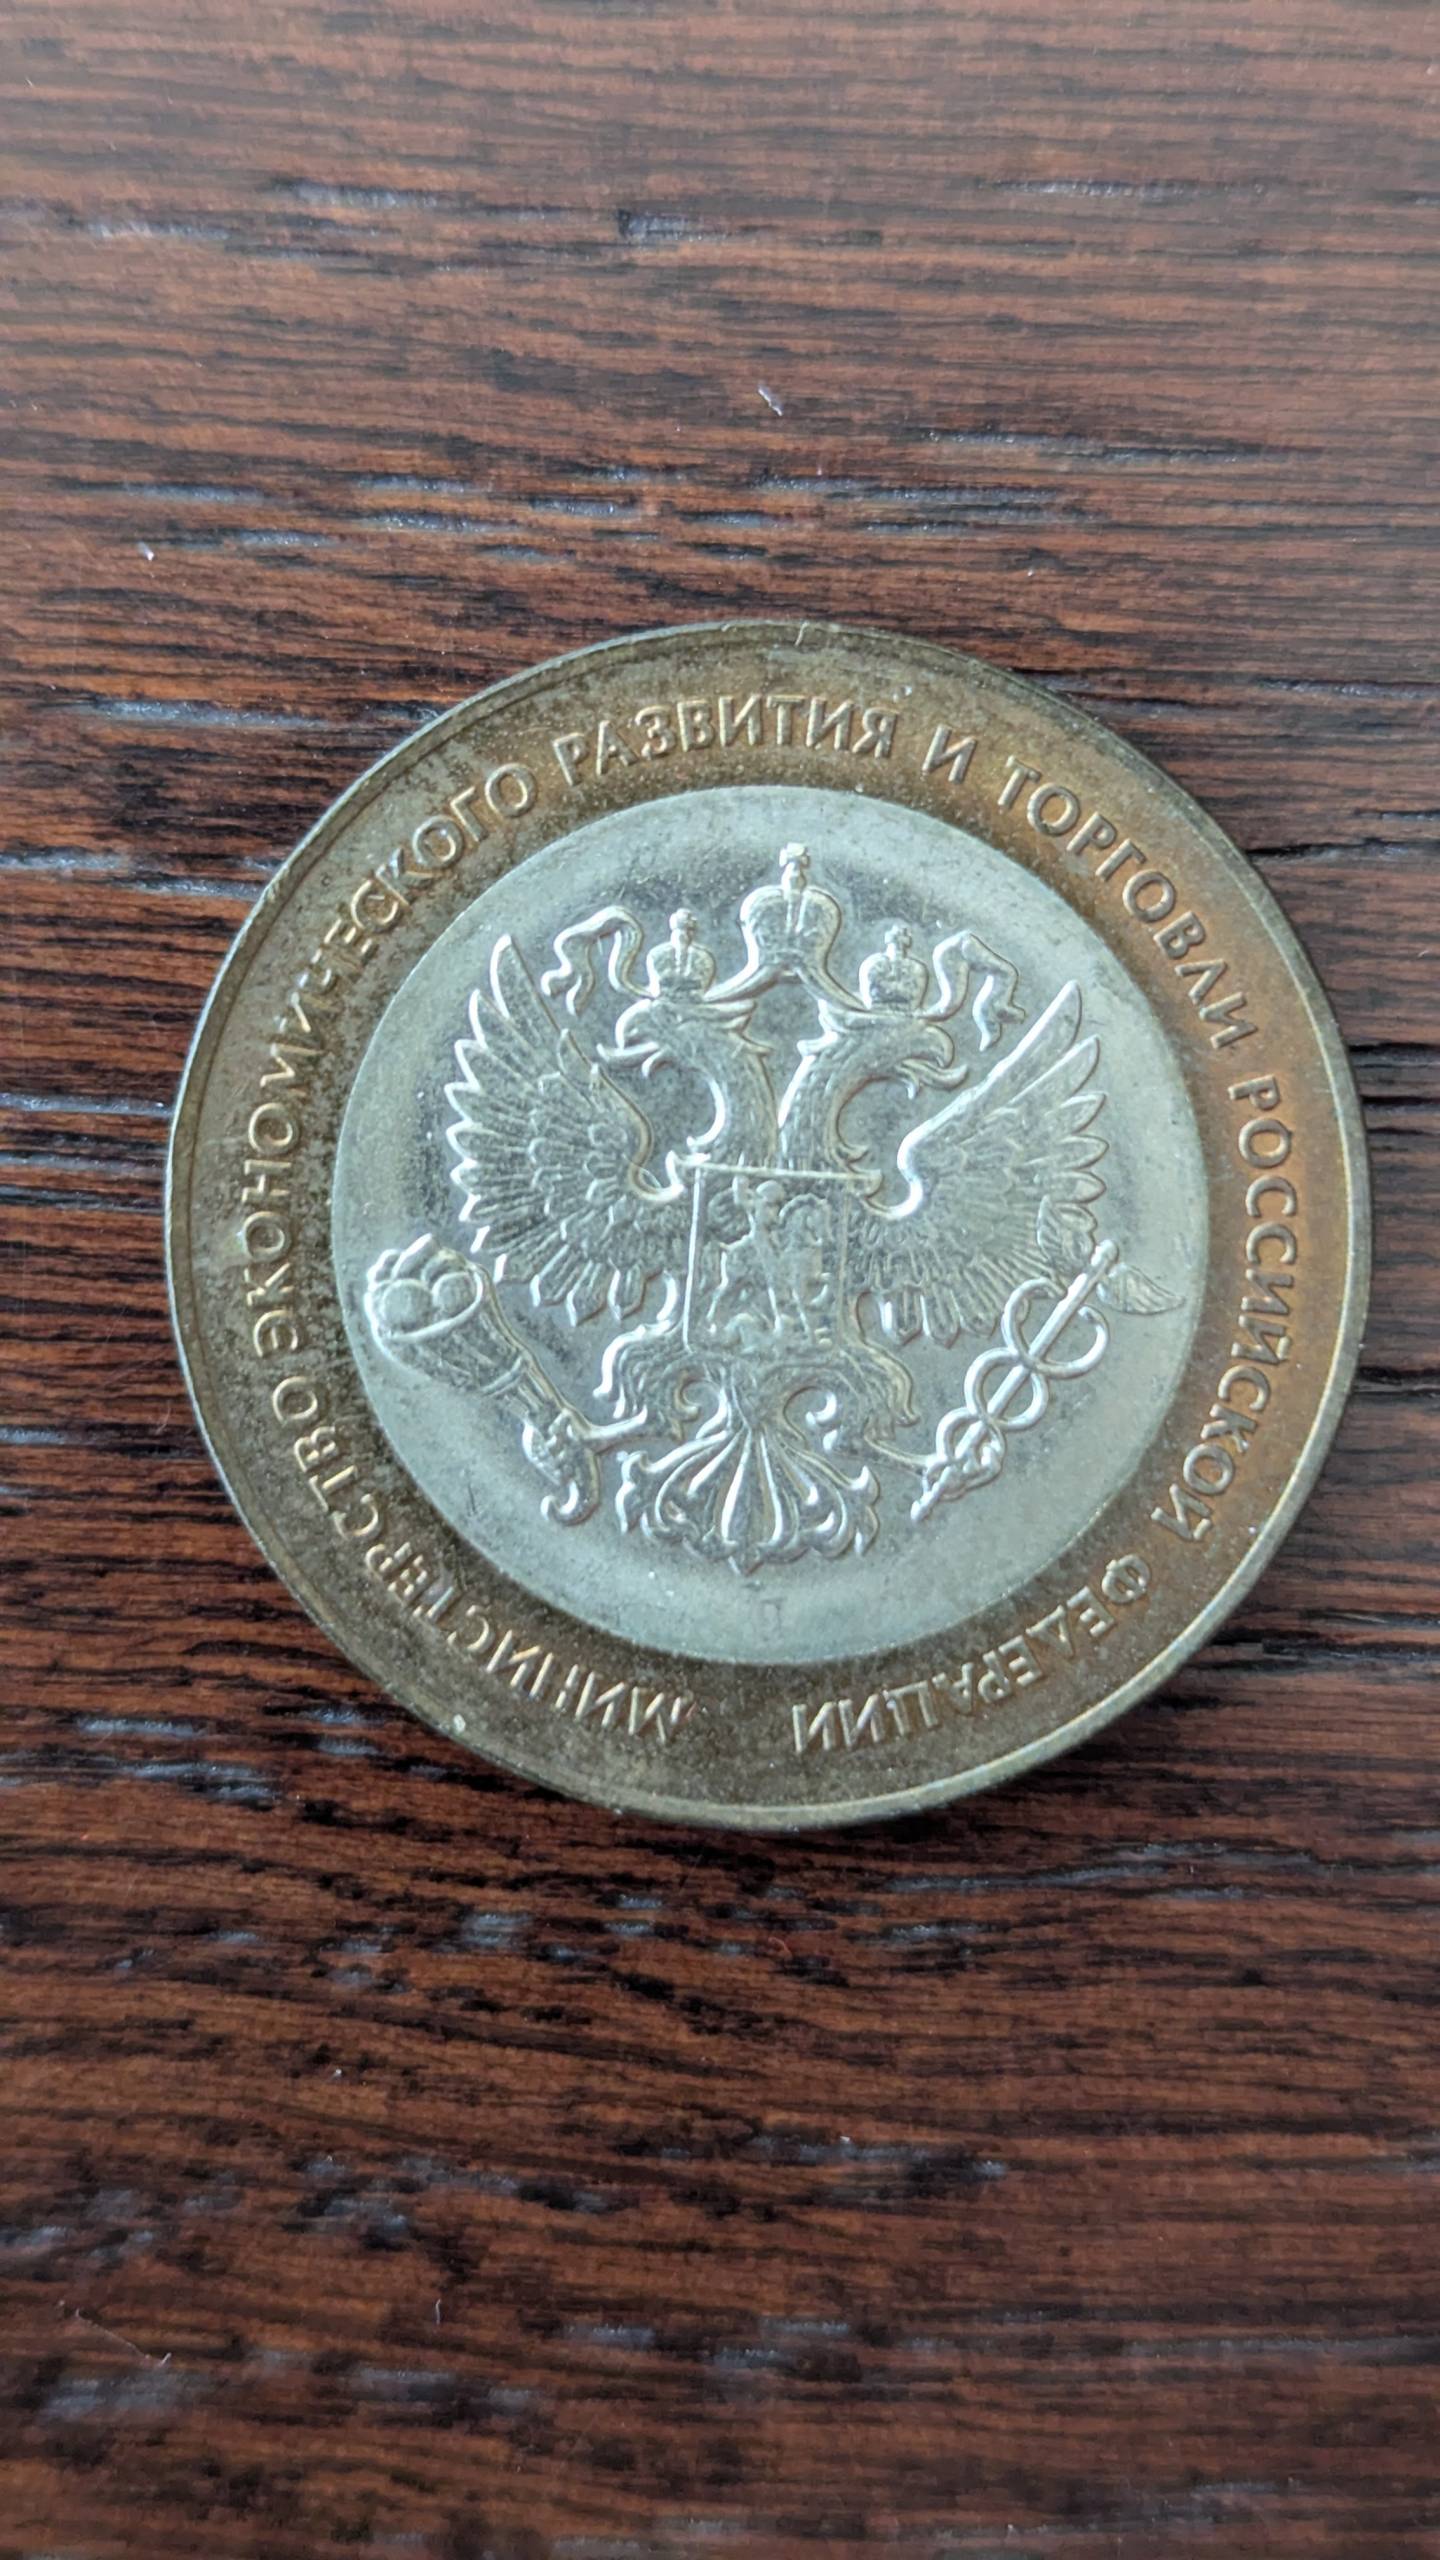 МИНИСТЕРСТВО ЭКОНОМИЧЕСКОГО РАЗВИТИЯ И ТОРГОВЛИ РОССИЙСКОЙ ФЕДЕРАЦИИ